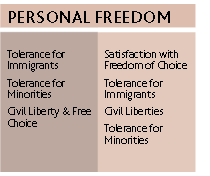 PERSONAL FREEDOM
Tolerance for
Immigrants
Tolerance for
Minorities
Civil Liberty & Free
Choice
Satisfaction with
Freedom of Choice
Tolerance for
Immigrants
Civil Liberties
Tolerance for
Minorities